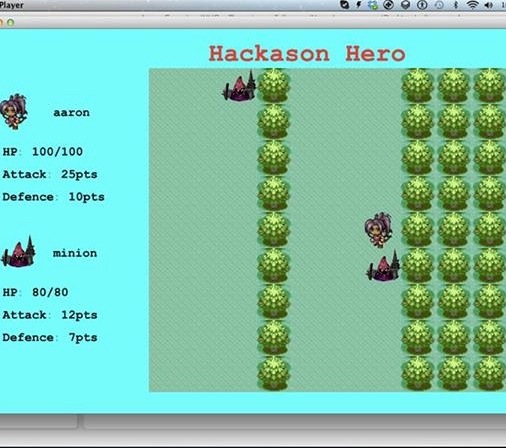 Player
Hackason Hero
aaron
HP: 100/100
Attack: 25pts
Defence: 10pts
minion
HP: 80/80
Attack: 12pts
Defence: 7pts